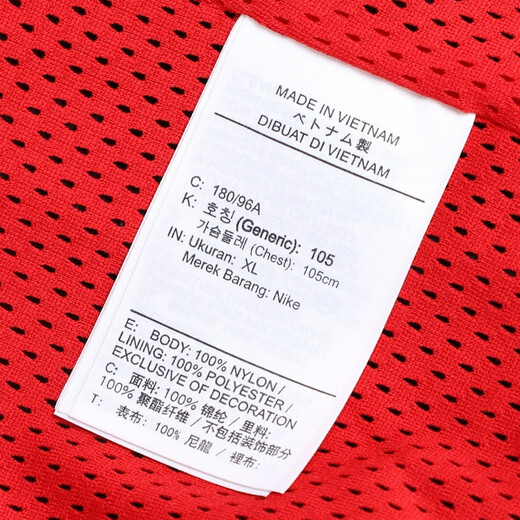 MADE IN VIETNAM
ベトナム製
DIBUAT DI VIETNAM
C: 180/96A
K: 호칭 (Generic): 105
가슴둘레 (Chest): 105cm
IN: Ukuran: XL
Merek Barang: Nike
E: BODY: 100% NYLON /
LINING: 100% POLYESTER /
EXCLUSIVE OF DECORATION
C: 面料: 100% 锦纶 / 里料:
100% 聚酯纤维 / 不包括装饰部分
T: 表布: 100% 尼龍 / 裡布: